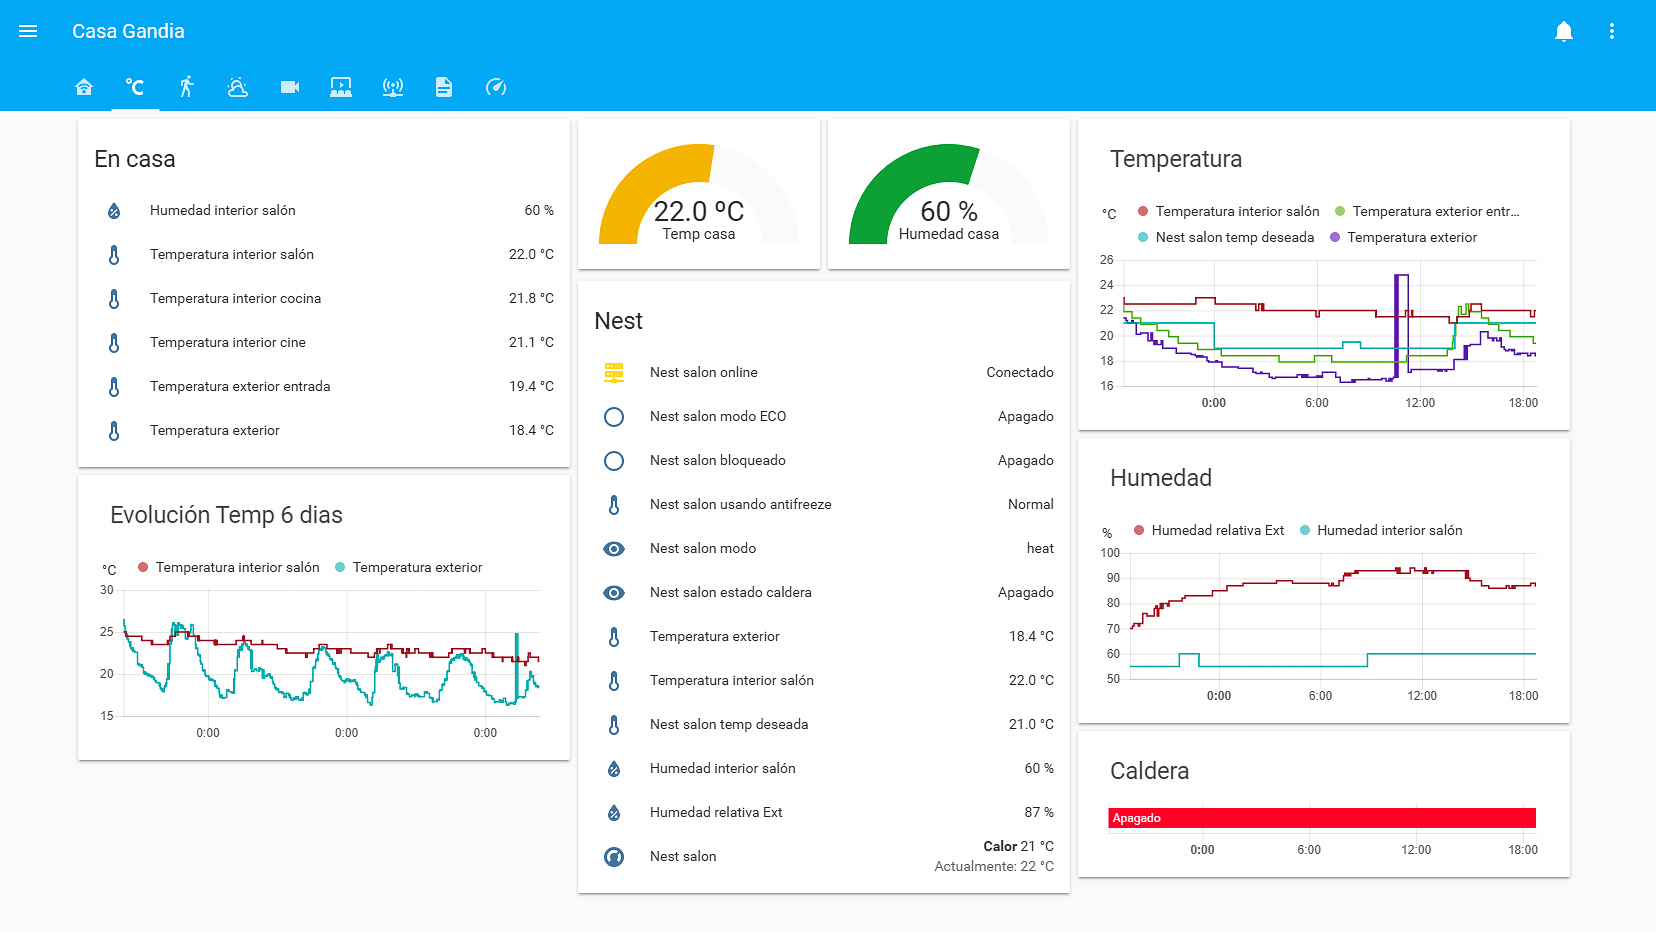 Casa Gandia
°C
En casa
Humedad interior salón 60 %
Temperatura interior salón 22.0 °C
Temperatura interior cocina 21.8 °C
Temperatura interior cine 21.1 °C
Temperatura exterior entrada 19.4 °C
Temperatura exterior 18.4 °C
Evolución Temp 6 dias
°C Temperatura interior salón Temperatura exterior
30
25
20
15
0:00 0:00 0:00
22.0 ºC
Temp casa
60 %
Humedad casa
Nest
Nest salon online Conectado
Nest salon modo ECO Apagado
Nest salon bloqueado Apagado
Nest salon usando antifreeze Normal
Nest salon modo heat
Nest salon estado caldera Apagado
Temperatura exterior 18.4 °C
Temperatura interior salón 22.0 °C
Nest salon temp deseada 21.0 °C
Humedad interior salón 60 %
Humedad relativa Ext 87 %
Nest salon Calor 21 °C
Actualmente: 22 °C
Temperatura
°C Temperatura interior salón Temperatura exterior entr...
Nest salon temp deseada Temperatura exterior
26
24
22
20
18
16
0:00 6:00 12:00 18:00
Humedad
% Humedad relativa Ext Humedad interior salón
100
90
80
70
60
50
0:00 6:00 12:00 18:00
Caldera
Apagado
0:00 6:00 12:00 18:00